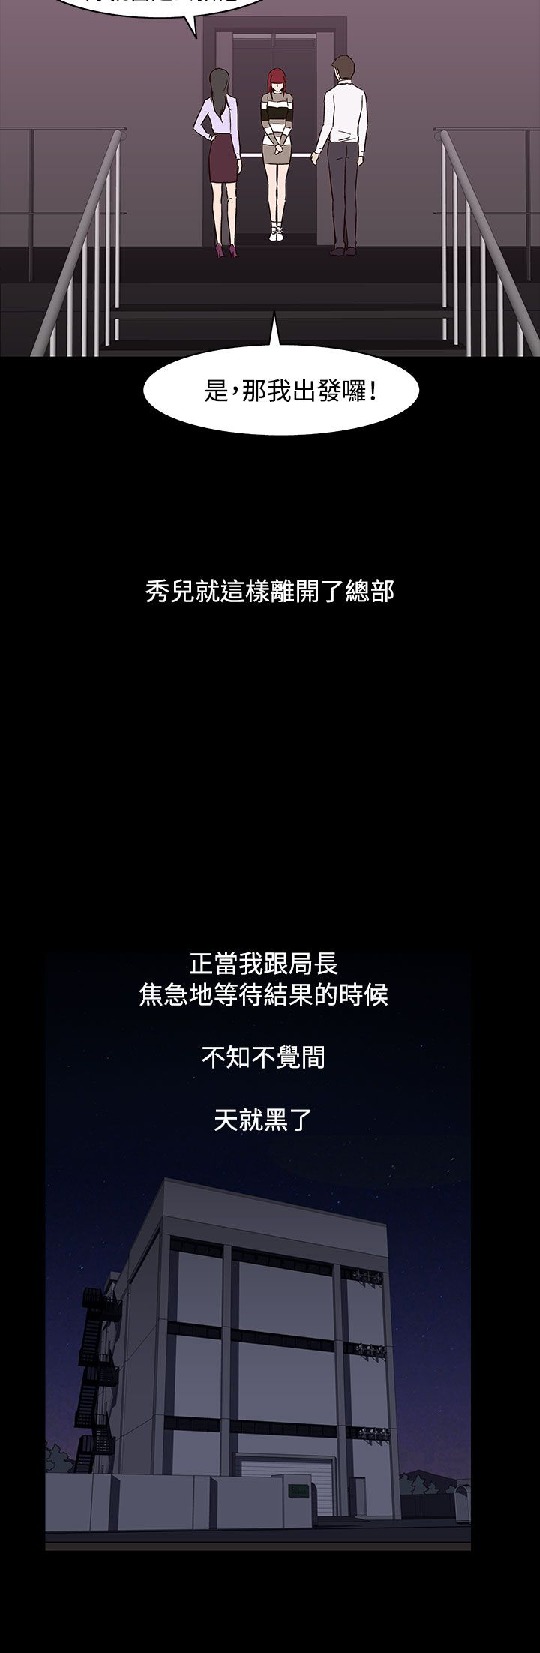 是，那我出發囉！
秀兒就這樣離開了總部
正當我跟局長
焦急地等待結果的時候
不知不覺間
天就黑了